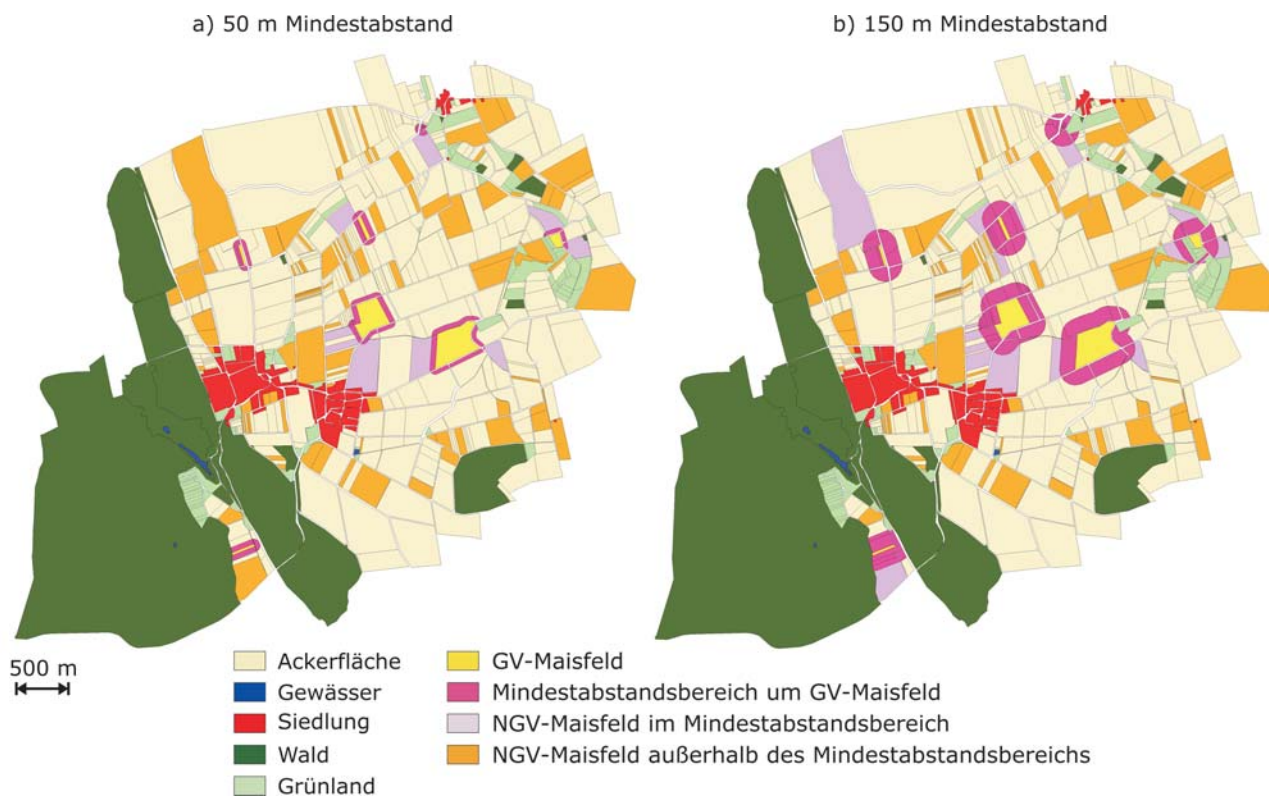 a) 50 m Mindestabstand
b) 150 m Mindestabstand
500 m
Ackerfläche
Gewässer
Siedlung
Wald
Grünland
GV-Maisfeld
Mindestabstandsbereich um GV-Maisfeld
NGV-Maisfeld im Mindestabstandsbereich
NGV-Maisfeld außerhalb des Mindestabstandsbereichs